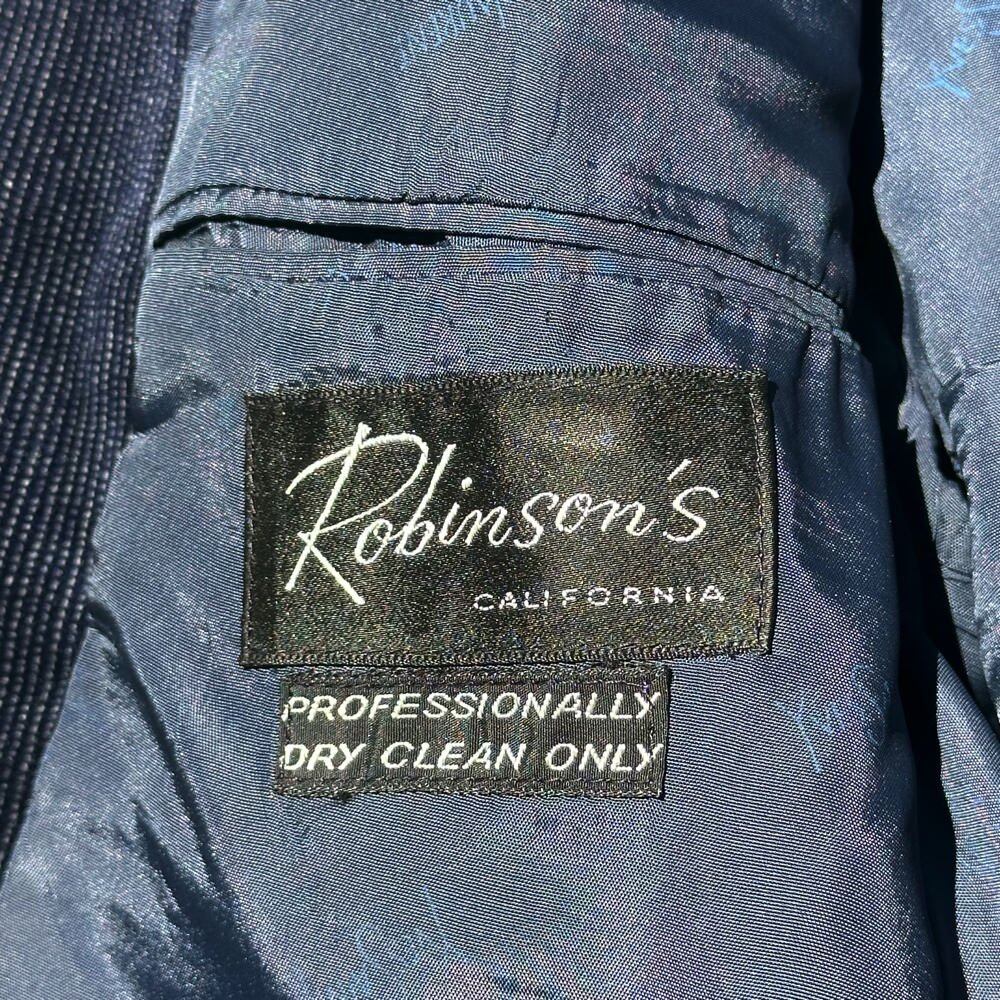 Robinson's
CALIFORNIA
PROFESSIONALLY
DRY CLEAN ONLY